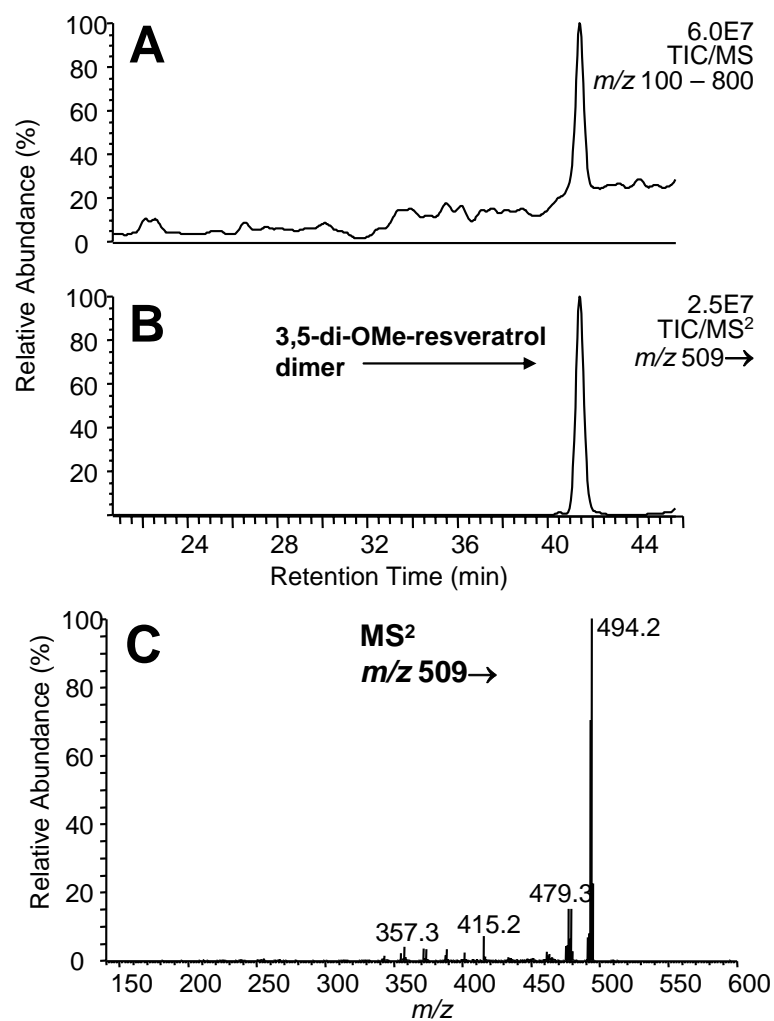 A
6.0E7
TIC/MS
m/z 100 – 800
100
80
60
40
20
0
Relative Abundance (%)
B
2.5E7
TIC/MS²
m/z 509→
3,5-di-OMe-resveratrol
dimer
100
80
60
40
20
24 28 32 36 40 44
Retention Time (min)
C
MS²
m/z 509→
494.2
479.3
415.2
357.3
100
80
60
40
20
0
Relative Abundance (%)
150 200 250 300 350 400 450 500 550 600
m/z